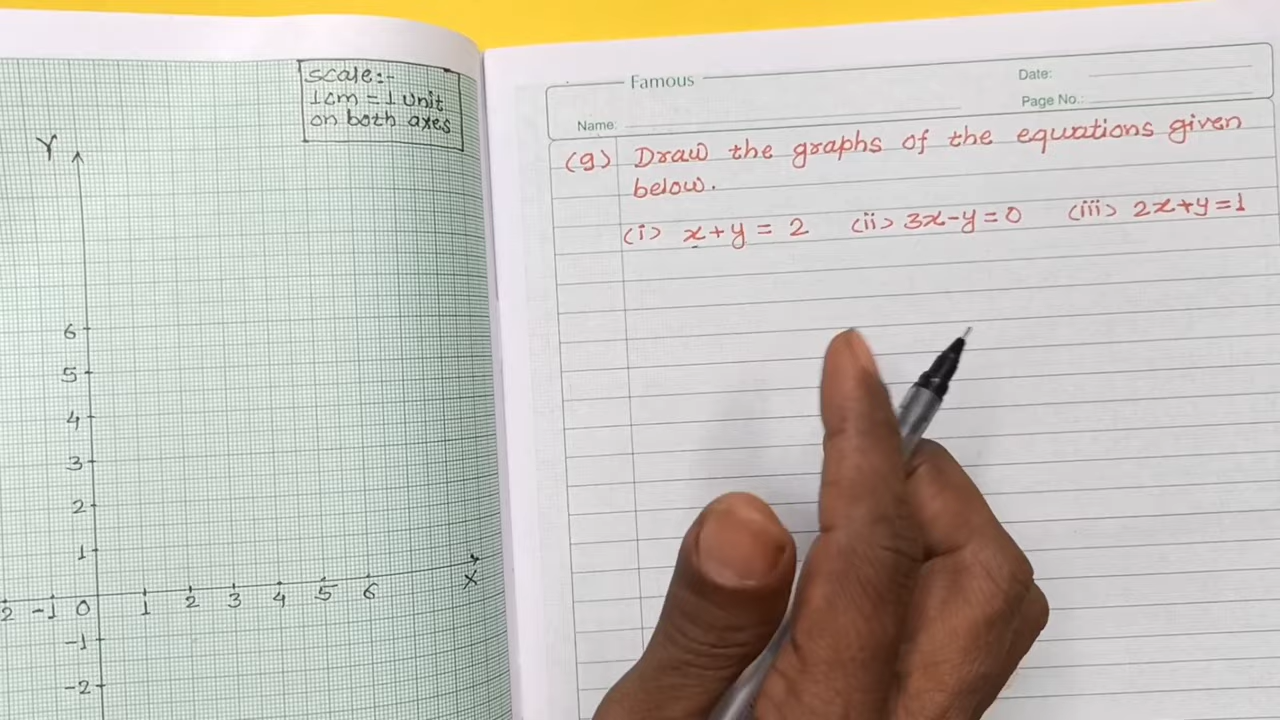 scale:-
1cm = 1 unit
on both axes
Y
6
5
4
3
2
1
X
2 -1 0 1 2 3 4 5 6
-1
-2
Famous
Date:
Name:
Page No.:
(9) Draw the graphs of the equations given
below.
(i) x+y = 2 (ii) 3x-y=0 (iii) 2x+y=1